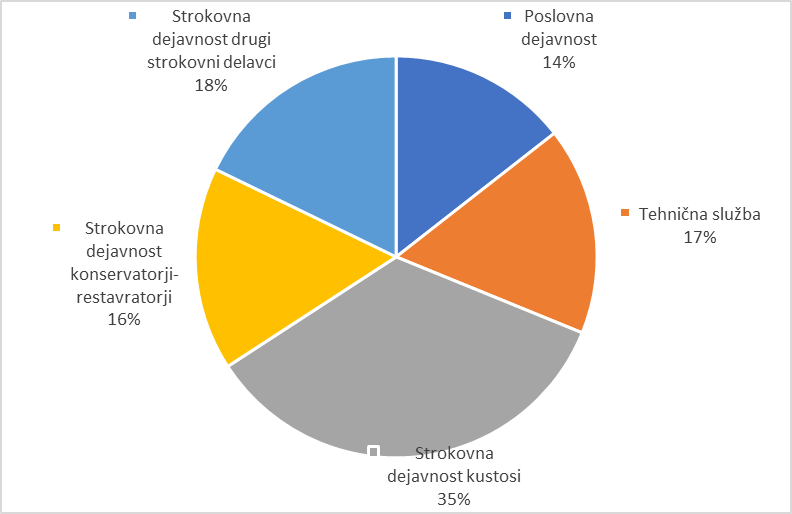 Strokovna
dejavnost drugi
strokovni delavci
18%
Poslovna
dejavnost
14%
Tehnična služba
17%
Strokovna
dejavnost
konservatorji-
restavratorji
16%
Strokovna
dejavnost kustosi
35%